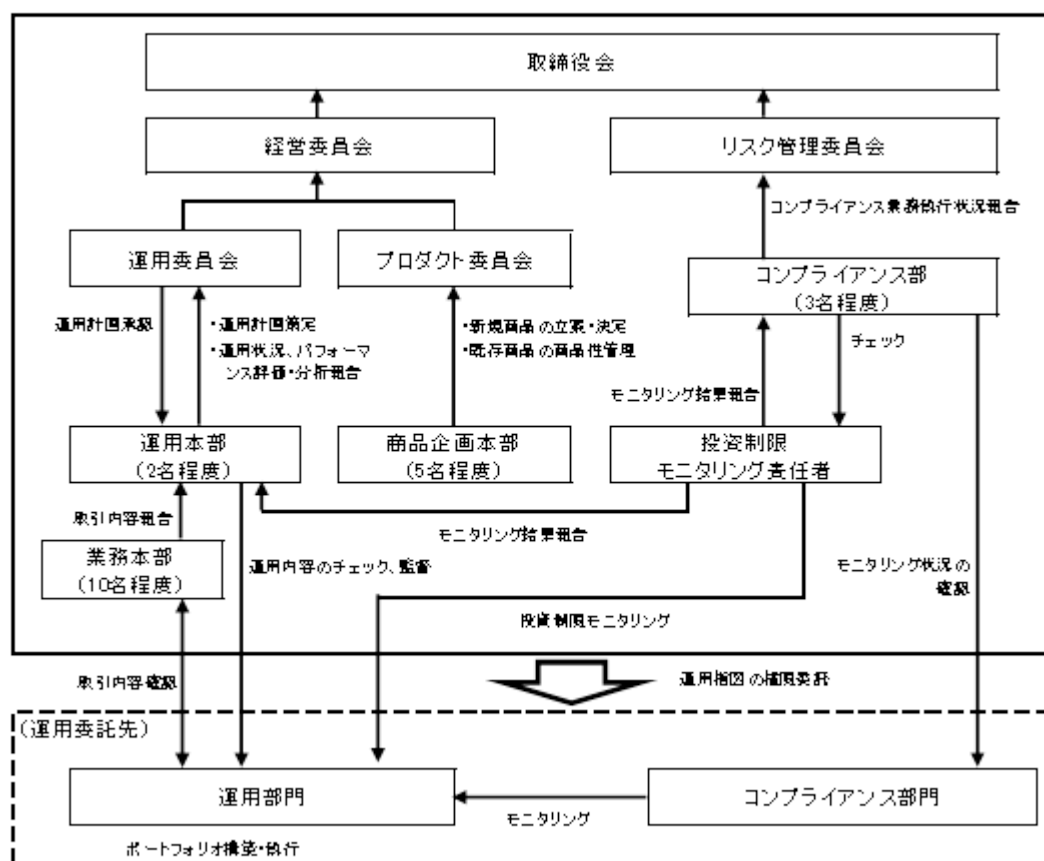 取締役会
経営委員会
リスク管理委員会
コンプライアンス業務執行状況報告
運用委員会
プロダクト委員会
コンプライアンス部
(3名程度)
運用計画承認
・運用計画策定
・運用状況、パフォーマ
ンス評価・分析報告
・新規商品の立案・決定
・既存商品の商品性管理
チェック
モニタリング結果報告
運用本部
(2名程度)
商品企画本部
(5名程度)
投資制限
モニタリング責任者
取引内容報告
モニタリング結果報告
業務本部
(10名程度)
運用内容のチェック、監督
モニタリング状況の
確認
投資制限モニタリング
取引内容確認
運用指図の権限委託
(運用委託先)
運用部門
コンプライアンス部門
モニタリング
ポートフォリオ構築・執行